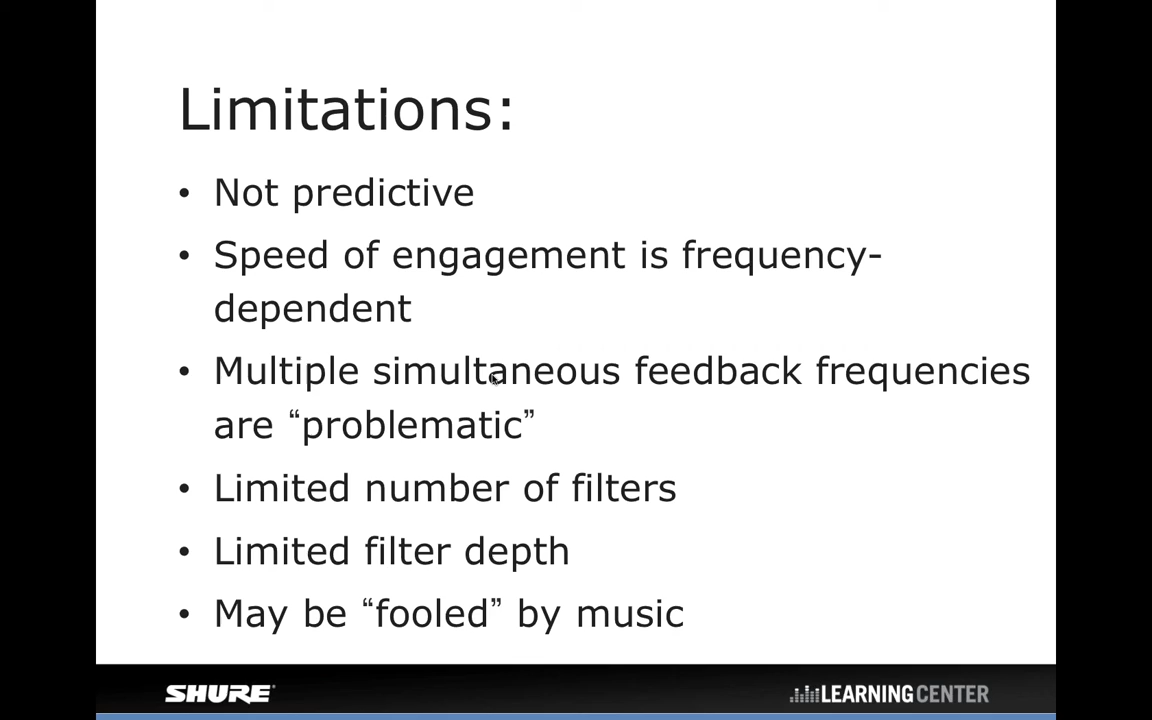 Limitations:
• Not predictive
• Speed of engagement is frequency-
dependent
• Multiple simultaneous feedback frequencies
are “problematic”
• Limited number of filters
• Limited filter depth
• May be “fooled” by music
SHURE LEARNING CENTER